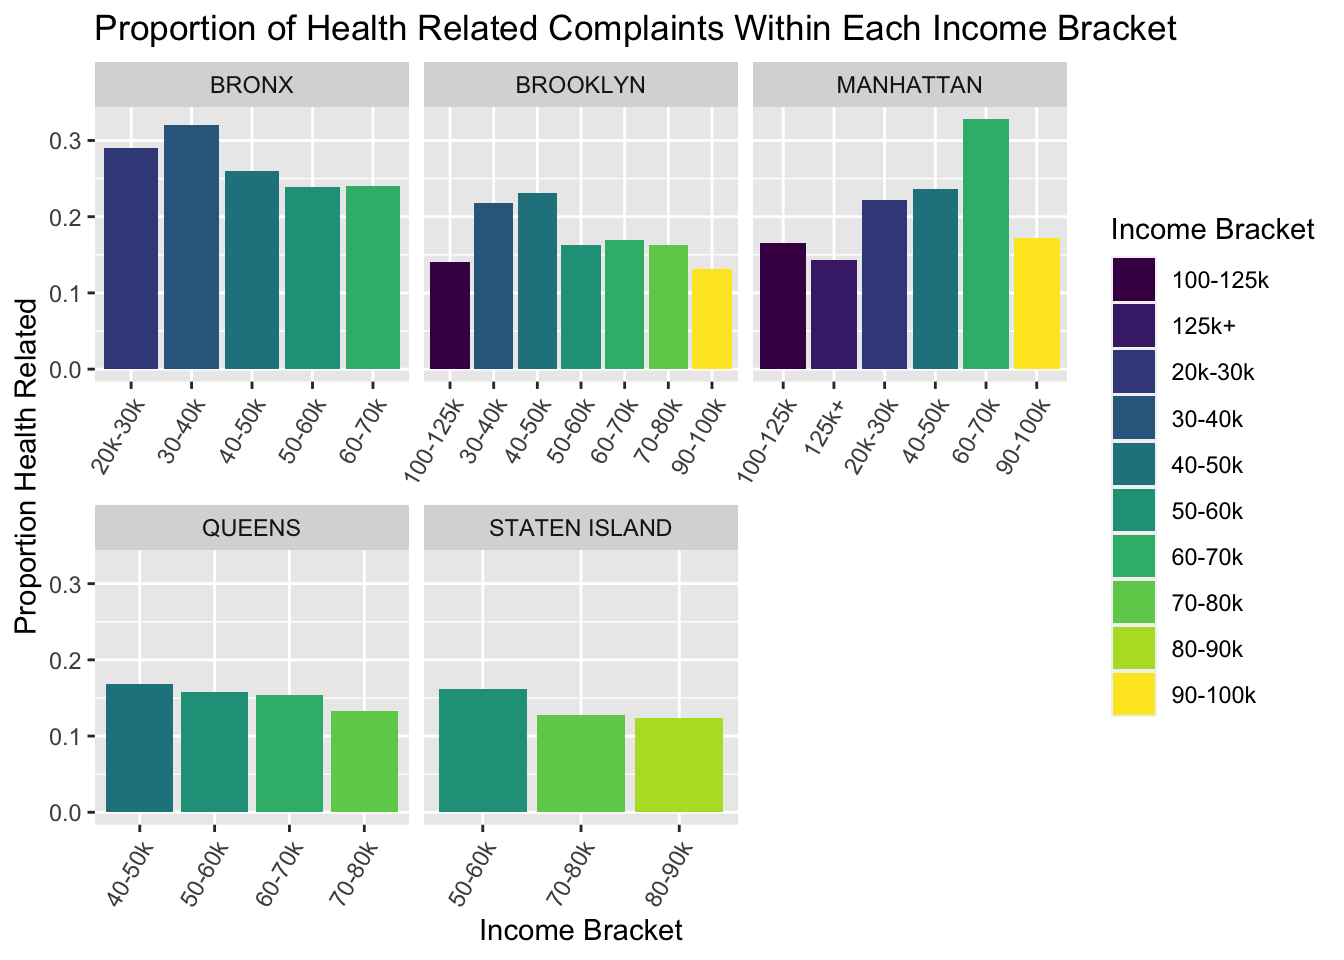 Proportion of Health Related Complaints Within Each Income Bracket
BRONX
BROOKLYN
MANHATTAN
0.3
0.2
0.1
0.0
20k-30k
30-40k
40-50k
50-60k
60-70k
100-125k
30-40k
40-50k
50-60k
60-70k
70-80k
90-100k
100-125k
125k+
20k-30k
40-50k
60-70k
90-100k
Proportion Health Related
QUEENS
STATEN ISLAND
0.3
0.2
0.1
0.0
40-50k
50-60k
60-70k
70-80k
50-60k
70-80k
80-90k
Income Bracket
Income Bracket
100-125k
125k+
20k-30k
30-40k
40-50k
50-60k
60-70k
70-80k
80-90k
90-100k